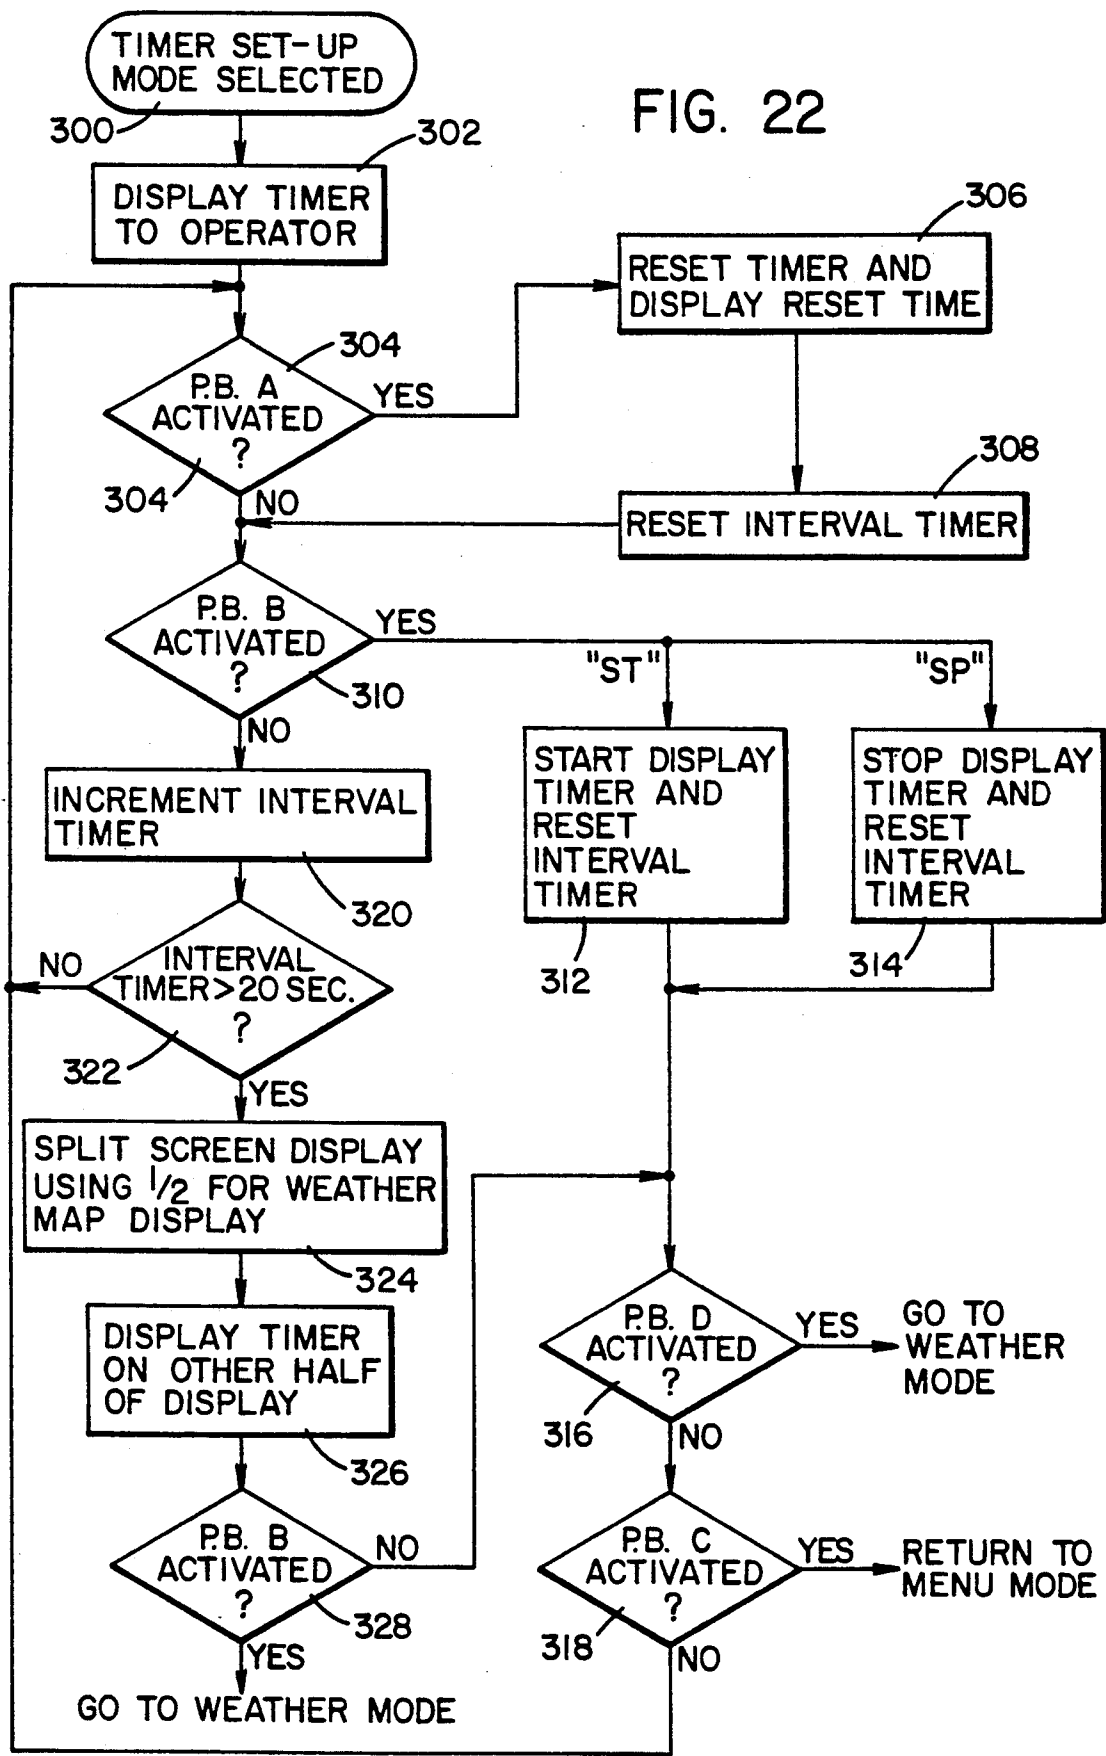 TIMER SET-UP
MODE SELECTED
300
FIG. 22
302
DISPLAY TIMER
TO OPERATOR
306
RESET TIMER AND
DISPLAY RESET TIME
304
P.B. A
ACTIVATED
?
YES
304
NO
308
RESET INTERVAL TIMER
P.B. B
ACTIVATED
?
YES
310
NO
"ST"
"SP"
START DISPLAY
TIMER AND
RESET
INTERVAL
TIMER
312
STOP DISPLAY
TIMER AND
RESET
INTERVAL
TIMER
314
INCREMENT INTERVAL
TIMER
320
NO
INTERVAL
TIMER>20 SEC.
?
322
YES
SPLIT SCREEN DISPLAY
USING 1/2 FOR WEATHER
MAP DISPLAY
324
DISPLAY TIMER
ON OTHER HALF
OF DISPLAY
326
P.B. D
ACTIVATED
?
YES
GO TO
WEATHER
MODE
316
NO
P.B. B
ACTIVATED
?
NO
328
YES
GO TO WEATHER MODE
P.B. C
ACTIVATED
?
YES
RETURN TO
MENU MODE
318
NO